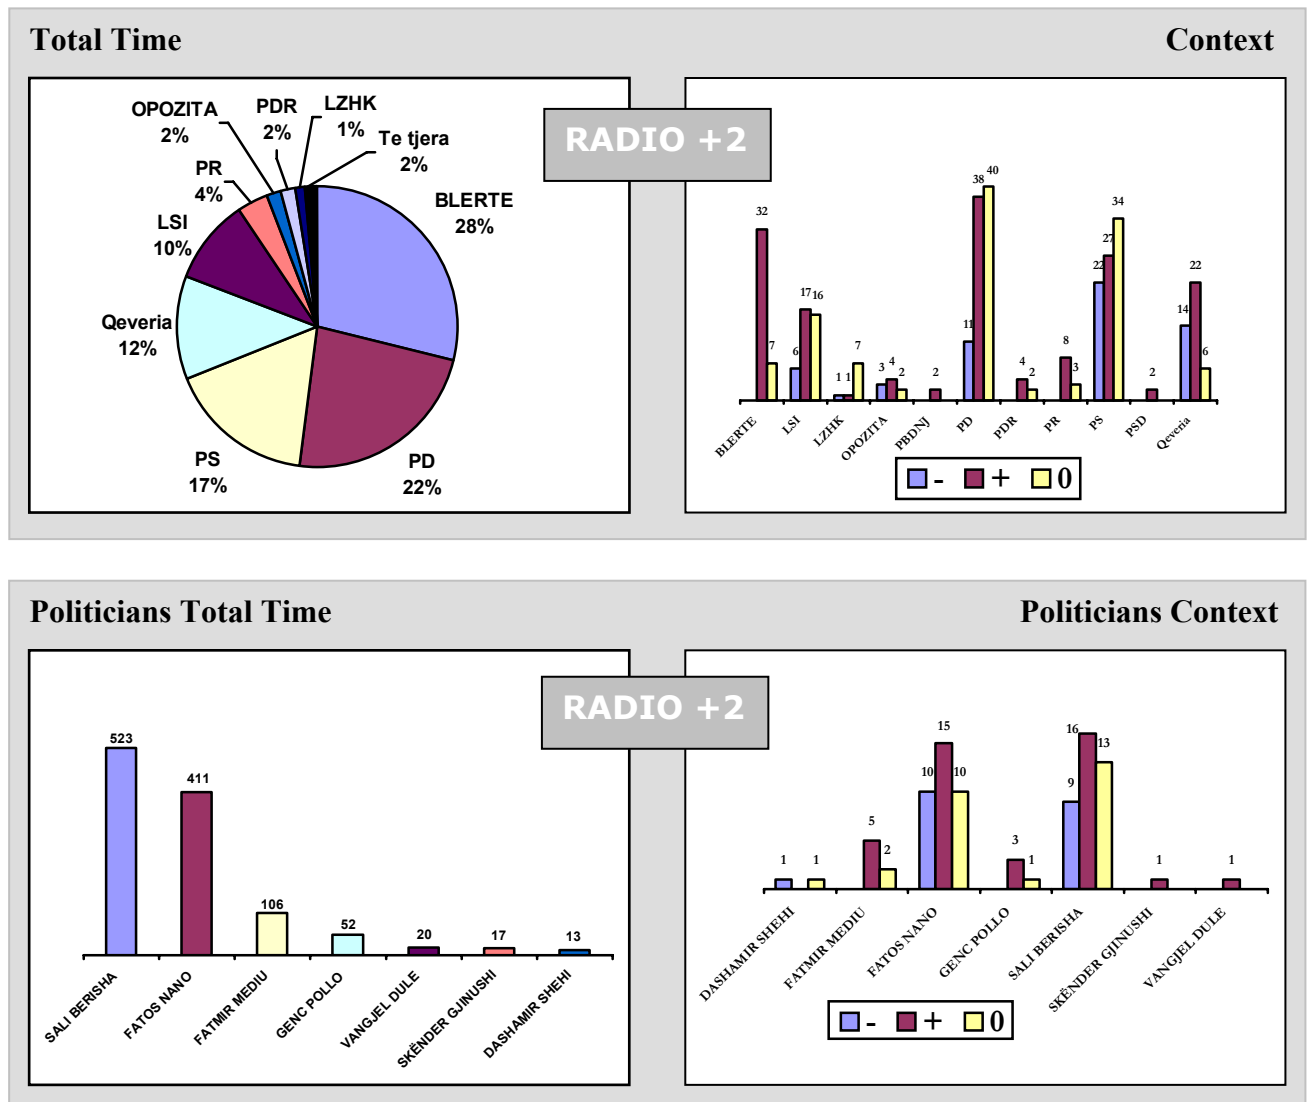 Total Time
Context
RADIO +2
OPOZITA
2%
PDR
2%
LZHK
1%
Te tjera
2%
PR
4%
LSI
10%
BLERTE
28%
Qeveria
12%
PS
17%
PD
22%
32
7
6
17
16
1
1
7
3
4
2
2
11
38
40
4
2
8
3
22
27
34
2
14
22
6
BLERTE
LSI
LZHK
OPOZITA
PBDNJ
PD
PDR
PR
PS
PSD
Qeveria
- + 0
Politicians Total Time
Politicians Context
RADIO +2
523
411
106
52
20
17
13
SALI BERISHA
FATOS NANO
FATMIR MEDIU
GENC POLLO
VANGJEL DULE
SKËNDER GJINUSHI
DASHAMIR SHEHI
1
1
5
2
10
15
10
3
1
9
16
13
1
1
DASHAMIR SHEHI
FATMIR MEDIU
FATOS NANO
GENC POLLO
SALI BERISHA
SKËNDER GJINUSHI
VANGJEL DULE
- + 0